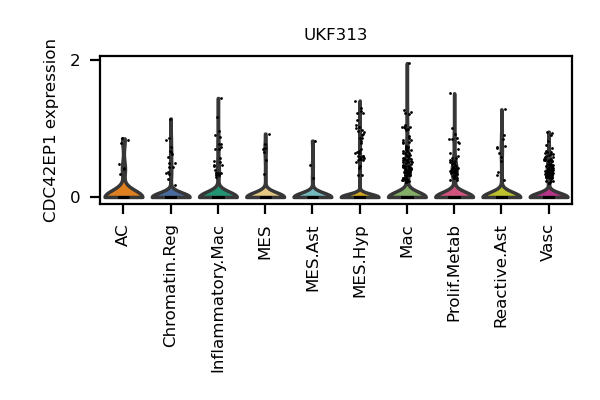 UKF313
CDC42EP1 expression
2
0
AC
Chromatin.Reg
Inflammatory.Mac
MES
MES.Ast
MES.Hyp
Mac
Prolif.Metab
Reactive.Ast
Vasc